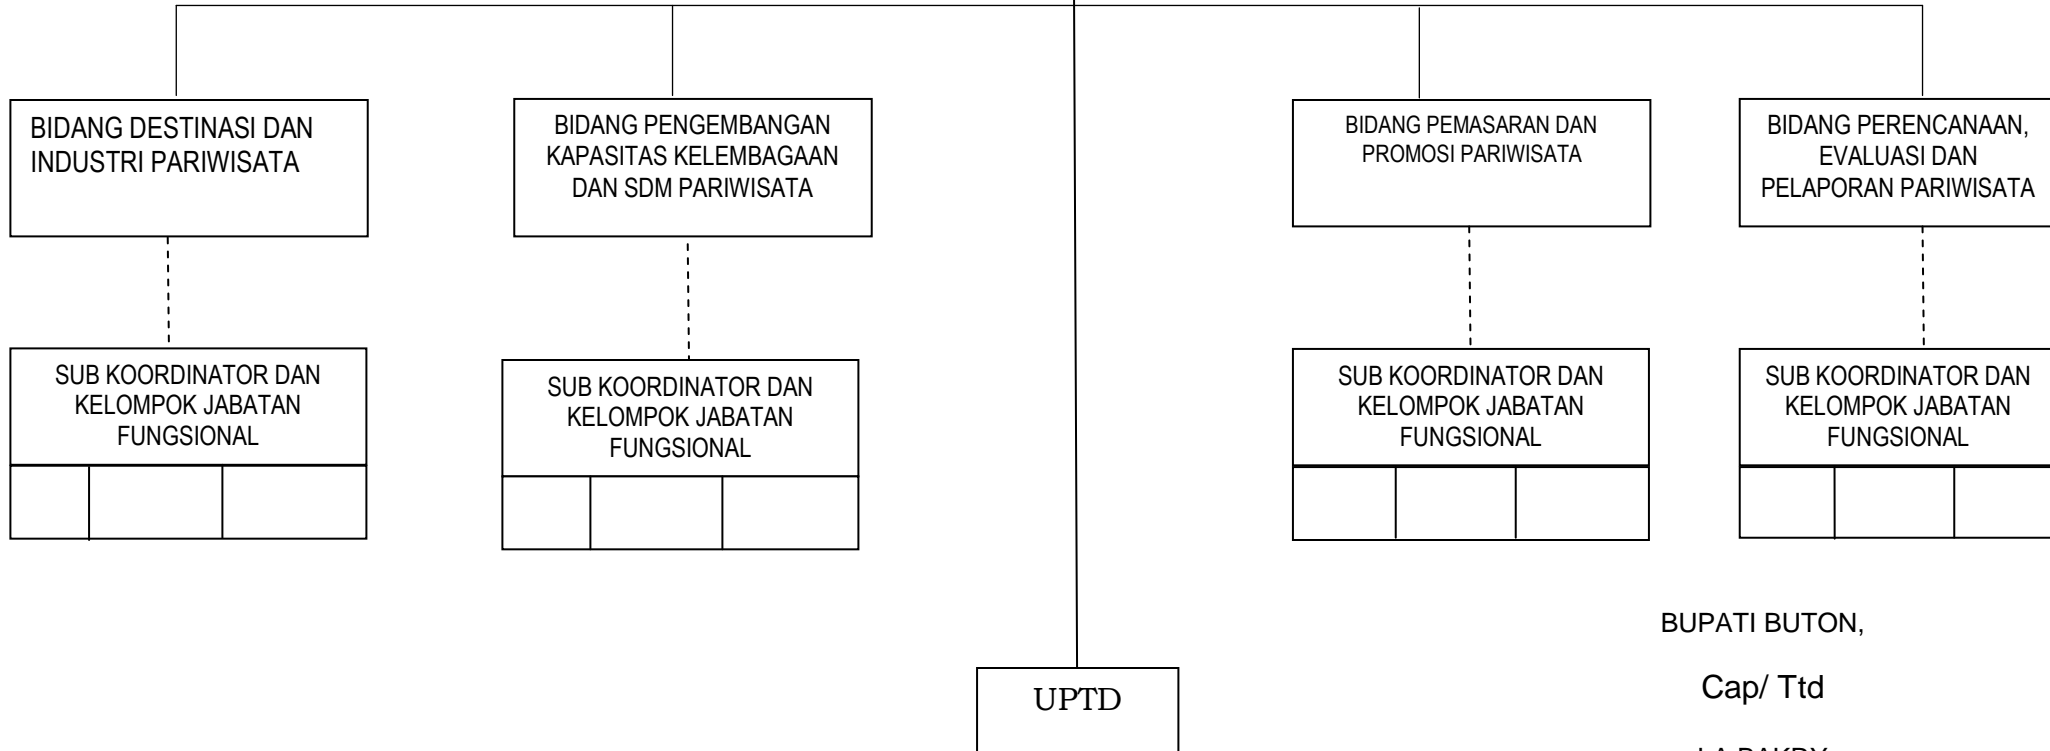 BIDANG DESTINASI DAN
INDUSTRI PARIWISATA
BIDANG PENGEMBANGAN
KAPASITAS KELEMBAGAAN
DAN SDM PARIWISATA
BIDANG PEMASARAN DAN
PROMOSI PARIWISATA
BIDANG PERENCANAAN,
EVALUASI DAN
PELAPORAN PARIWISATA
SUB KOORDINATOR DAN
KELOMPOK JABATAN
FUNGSIONAL
SUB KOORDINATOR DAN
KELOMPOK JABATAN
FUNGSIONAL
SUB KOORDINATOR DAN
KELOMPOK JABATAN
FUNGSIONAL
SUB KOORDINATOR DAN
KELOMPOK JABATAN
FUNGSIONAL
UPTD
BUPATI BUTON,
Cap/ Ttd